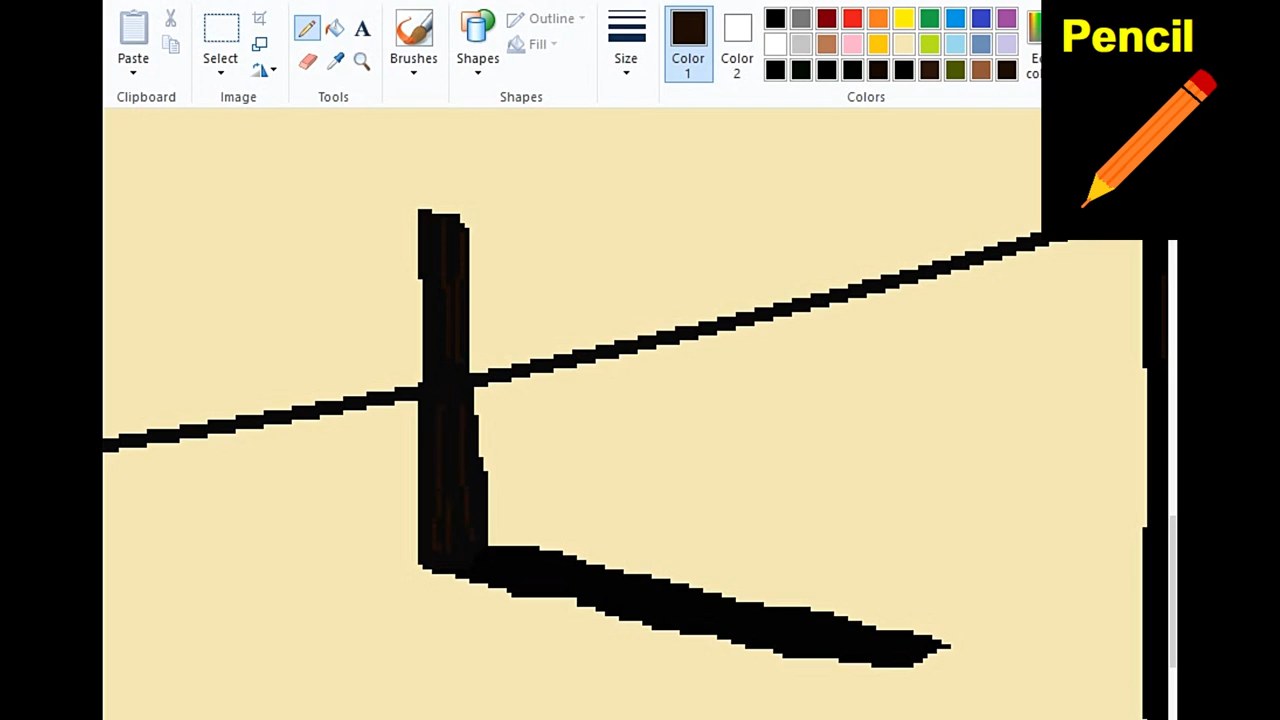 Pencil
Outline
Fill
Paste
Select
Brushes
Shapes
Size
Color 1
Color 2
Clipboard
Image
Tools
Shapes
Colors